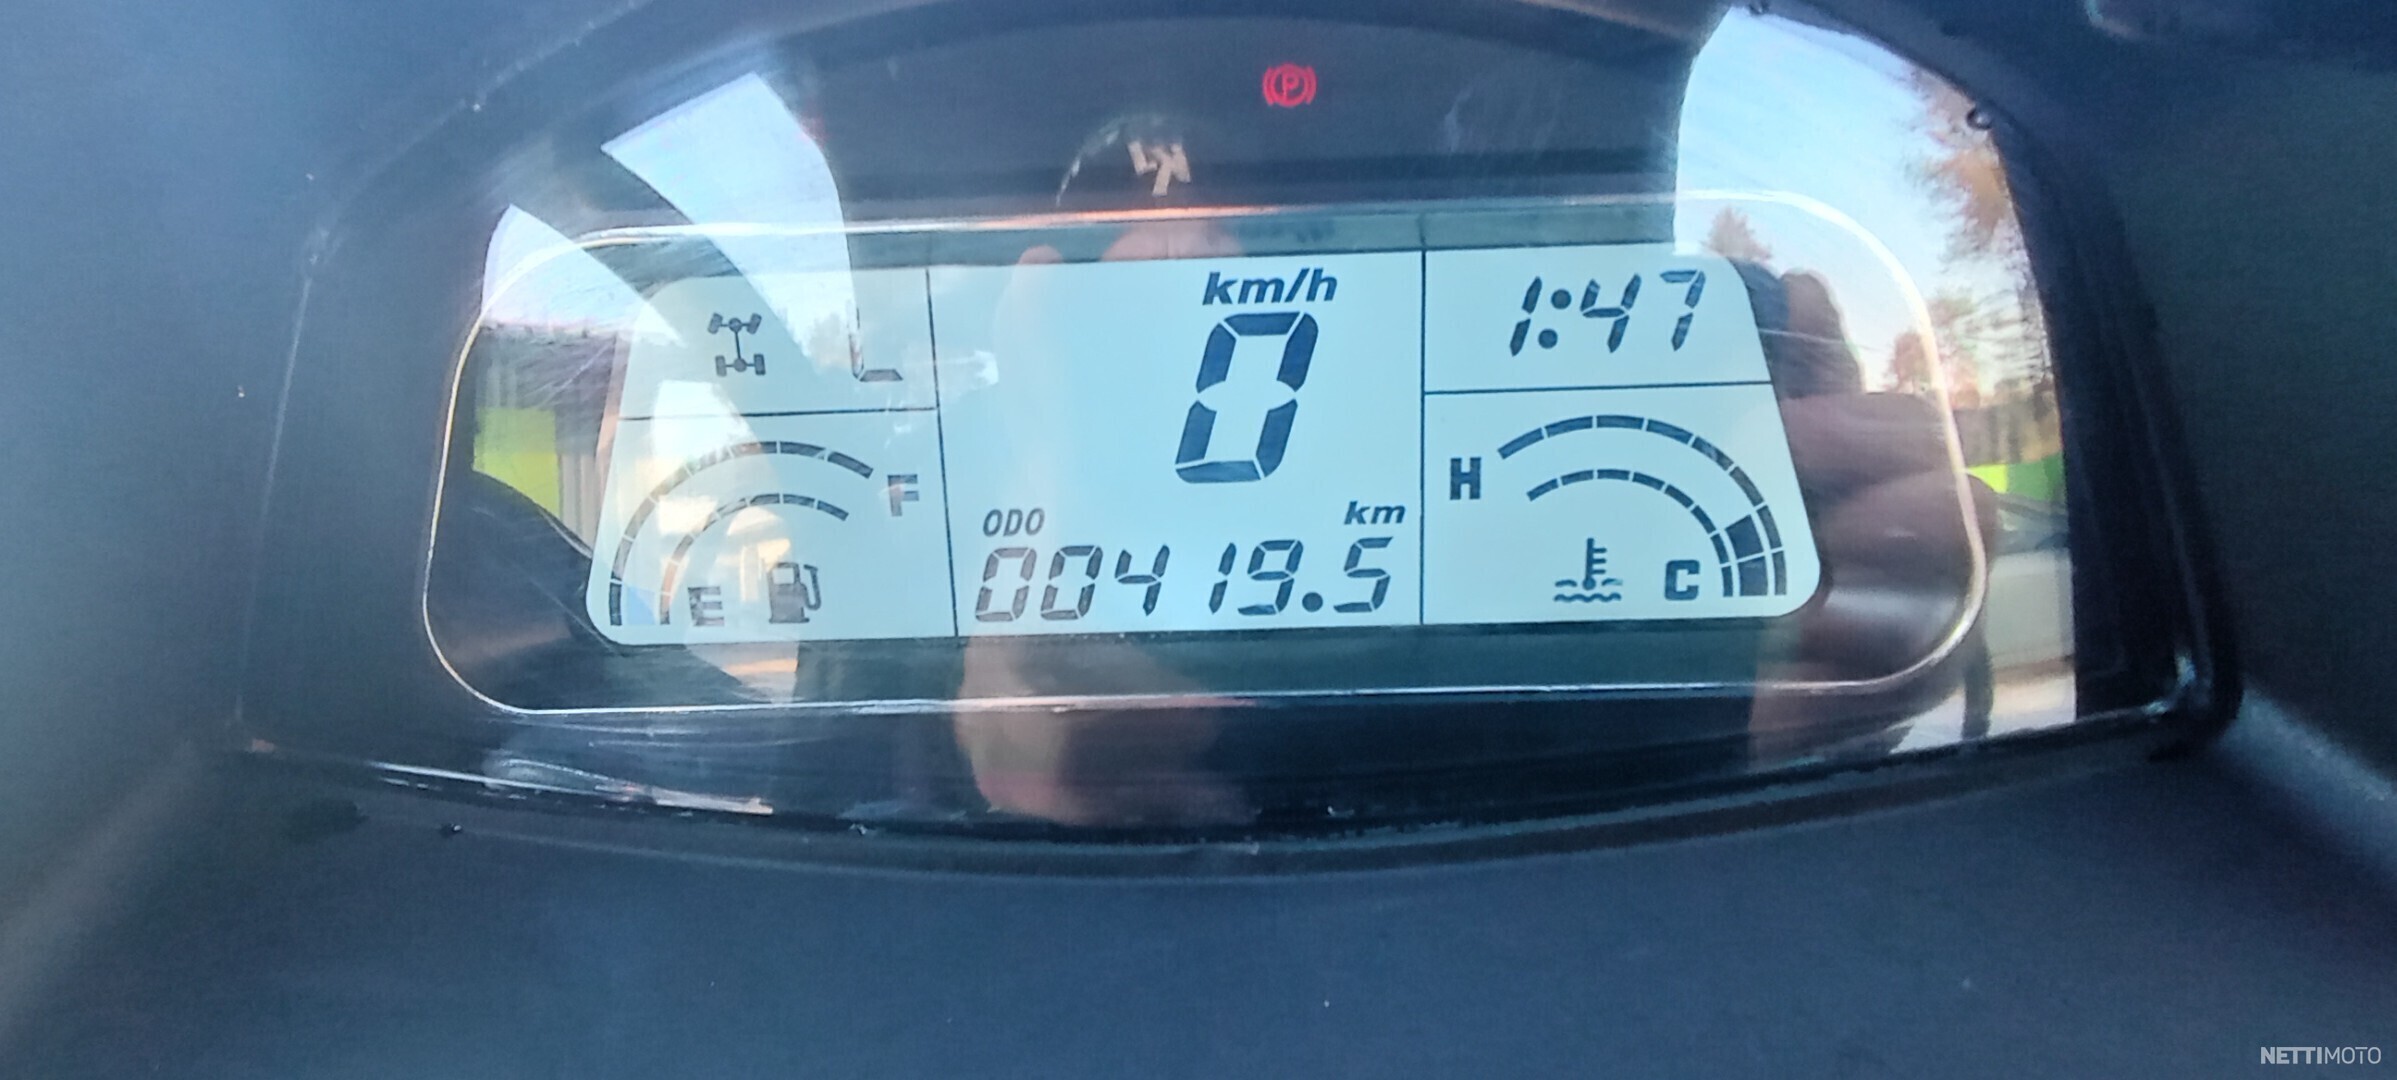 P
km/h
1:47
L
0
F
H
ODO
km
00419.5
E
C
NETTIMOTO